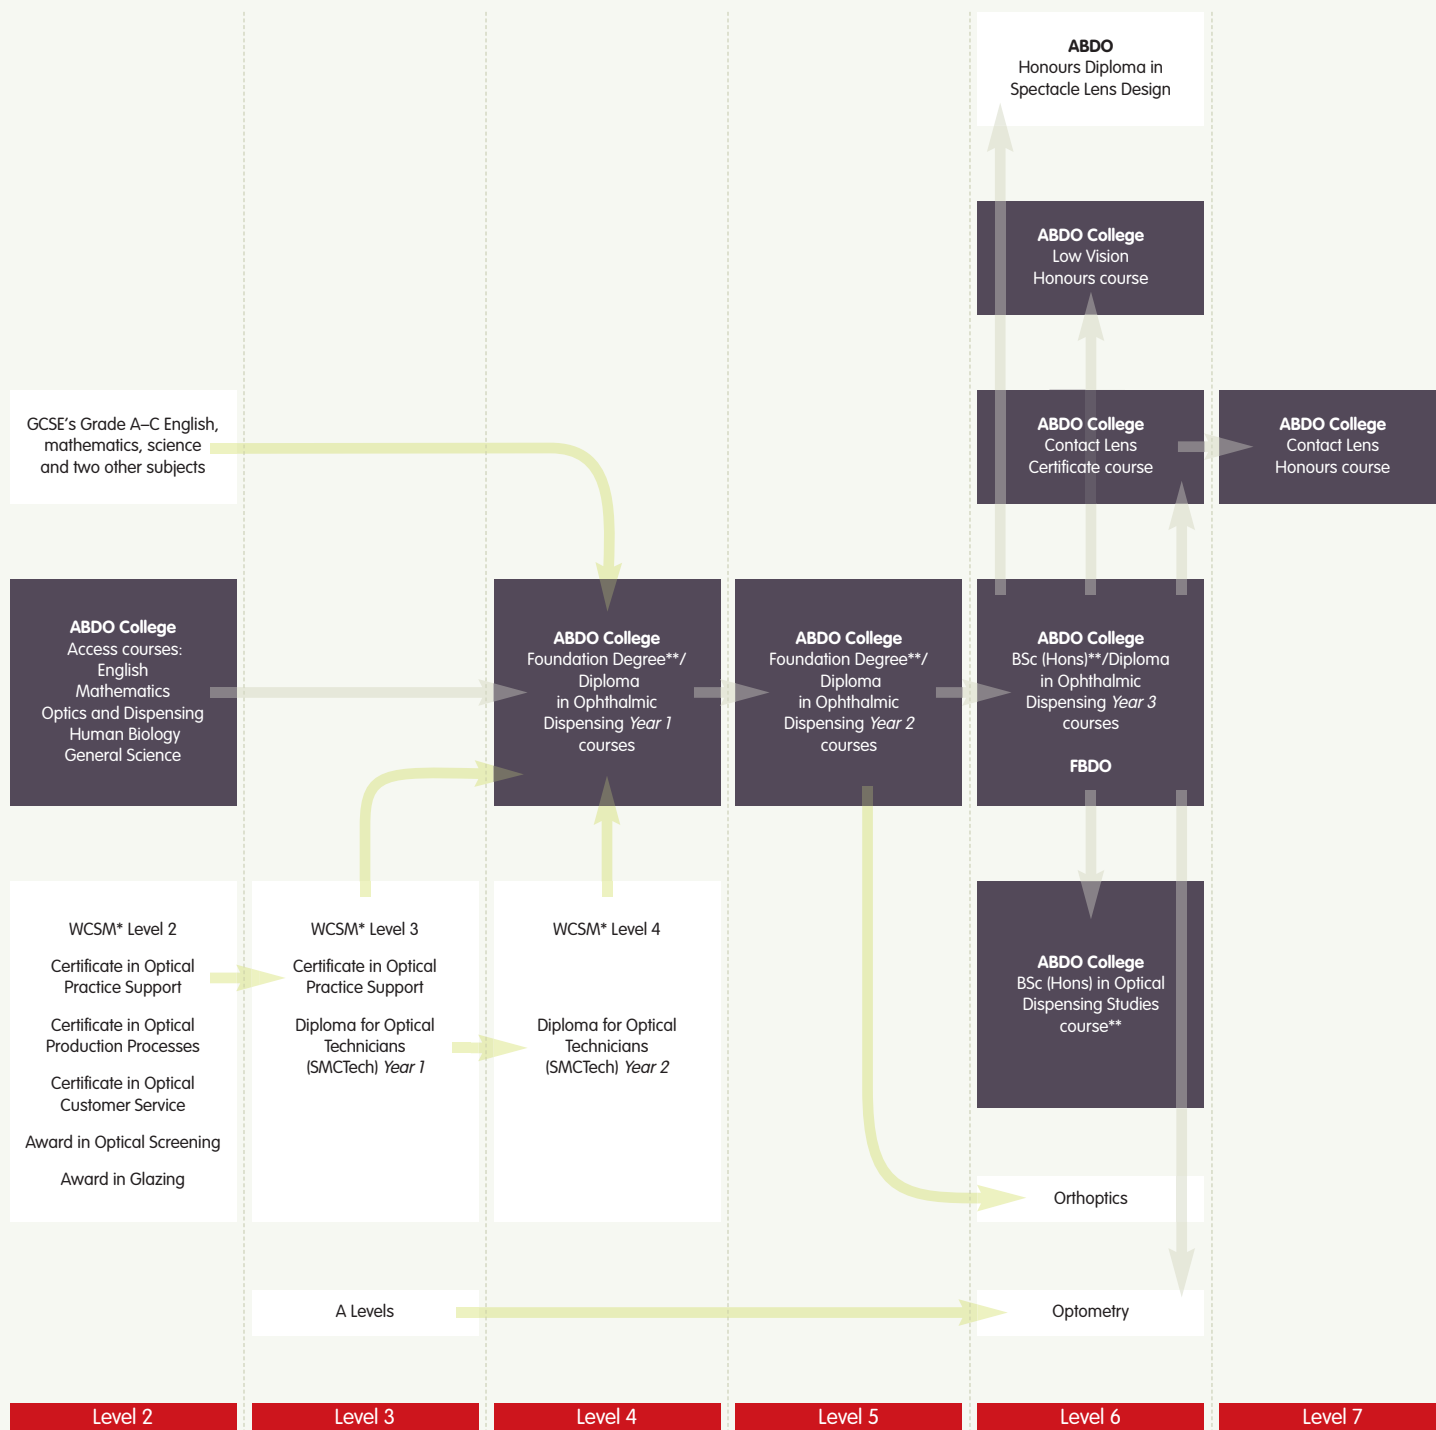 ABDO
Honours Diploma in
Spectacle Lens Design
ABDO College
Low Vision
Honours course
GCSE’s Grade A–C English,
mathematics, science
and two other subjects
ABDO College
Contact Lens
Certificate course
ABDO College
Contact Lens
Honours course
ABDO College
Access courses:
English
Mathematics
Optics and Dispensing
Human Biology
General Science
ABDO College
Foundation Degree**/
Diploma
in Ophthalmic
Dispensing Year 1
courses
ABDO College
Foundation Degree**/
Diploma
in Ophthalmic
Dispensing Year 2
courses
ABDO College
BSc (Hons)**/Diploma
in Ophthalmic
Dispensing Year 3
courses
FBDO
WCSM* Level 2
Certificate in Optical
Practice Support
Certificate in Optical
Production Processes
Certificate in Optical
Customer Service
Award in Optical Screening
Award in Glazing
WCSM* Level 3
Certificate in Optical
Practice Support
Diploma for Optical
Technicians
(SMCTech) Year 1
WCSM* Level 4
Diploma for Optical
Technicians
(SMCTech) Year 2
ABDO College
BSc (Hons) in Optical
Dispensing Studies
course**
Orthoptics
A Levels
Optometry
Level 2
Level 3
Level 4
Level 5
Level 6
Level 7